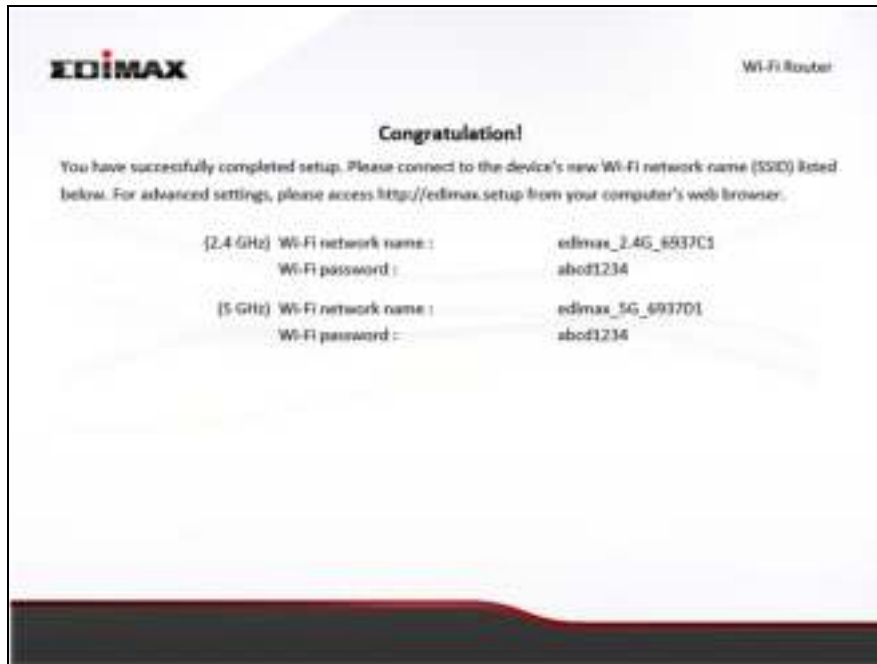 EDIMAX
Wi-Fi Router
Congratulation!
You have successfully completed setup. Please connect to the device's new Wi-Fi network name (SSID) listed
below. For advanced settings, please access http://edimax.setup from your computer's web browser.
(2.4 GHz) Wi-Fi network name : edimax_2.4G_6937C1
Wi-Fi password : abcd1234
(5 GHz) Wi-Fi network name : edimax_5G_6937D1
Wi-Fi password : abcd1234